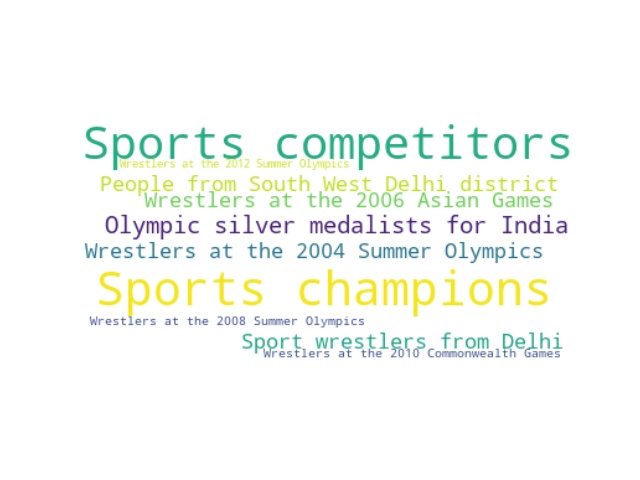 Sports competitors
Wrestlers at the 2012 Summer Olympics
People from South West Delhi district
Wrestlers at the 2006 Asian Games
Olympic silver medalists for India
Wrestlers at the 2004 Summer Olympics
Sports champions
Wrestlers at the 2008 Summer Olympics
Sport wrestlers from Delhi
Wrestlers at the 2010 Commonwealth Games